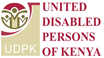 UNITED
DISABLED
PERSONS
OF KENYA
UDPK